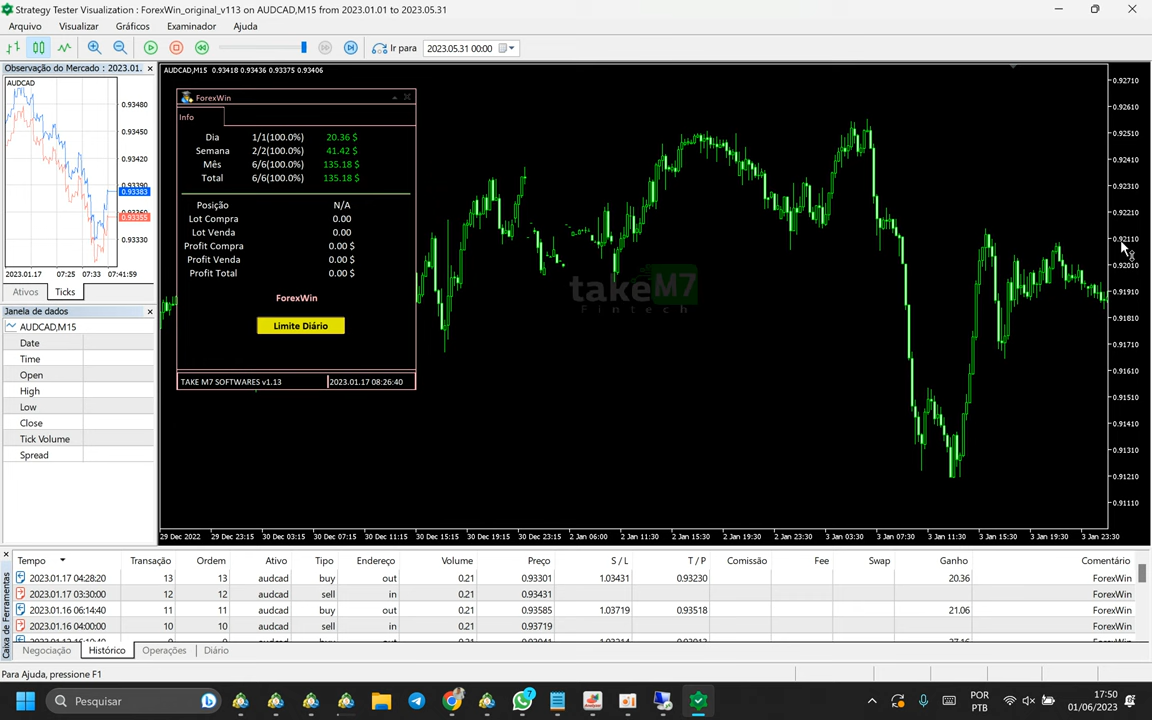 Strategy Tester Visualization : ForexWin_original_v113 on AUDCAD,M15 from 2023.01.01 to 2023.05.31
Arquivo Visualizar Gráficos Examinador Ajuda
Ir para 2023.05.31 00:00
Observação do Mercado : 2023.01.
AUDCAD
0.93480
0.93450
0.93420
0.93390
0.93383
0.93355
0.93330
2023.01.17 07:25 07:33 07:41:59
Ativos Ticks
Janela de dados
AUDCAD,M15
Date
Time
Open
High
Low
Close
Tick Volume
Spread
AUDCAD,M15 0.93418 0.93436 0.93375 0.93406
ForexWin
Info
Dia 1/1(100.0%) 20.36 $
Semana 2/2(100.0%) 41.42 $
Mês 6/6(100.0%) 135.18 $
Total 6/6(100.0%) 135.18 $
Posição N/A
Lot Compra 0.00
Lot Venda 0.00
Profit Compra 0.00 $
Profit Venda 0.00 $
Profit Total 0.00 $
ForexWin
Limite Diário
TAKE M7 SOFTWARES v1.13 2023.01.17 08:26:40
takeM7
Fintech
0.92710
0.92610
0.92510
0.92410
0.92310
0.92210
0.92110
0.92010
0.91910
0.91810
0.91710
0.91610
0.91510
0.91410
0.91310
0.91210
0.91110
29 Dec 2022 29 Dec 23:15 30 Dec 03:15 30 Dec 07:15 30 Dec 11:15 30 Dec 15:15 30 Dec 19:15 30 Dec 23:15 2 Jan 06:00 2 Jan 11:30 2 Jan 15:30 2 Jan 19:30 2 Jan 23:30 3 Jan 03:30 3 Jan 07:30 3 Jan 11:30 3 Jan 15:30 3 Jan 19:30 3 Jan 23:30
Caixa de Ferramentas
Tempo Transação Ordem Ativo Tipo Endereço Volume Preço S / L T / P Comissão Fee Swap Ganho Comentário
2023.01.17 04:28:20 13 13 audcad buy out 0.21 0.93301 1.03431 0.93230 20.36 ForexWin
2023.01.17 03:30:00 12 12 audcad sell in 0.21 0.93431 ForexWin
2023.01.16 06:14:40 11 11 audcad buy out 0.21 0.93585 1.03719 0.93518 21.06 ForexWin
2023.01.16 04:00:00 10 10 audcad sell in 0.21 0.93719 ForexWin
Negociação Histórico Operações Diário
Para Ajuda, pressione F1
Pesquisar
7
POR
PTB
17:50
01/06/2023